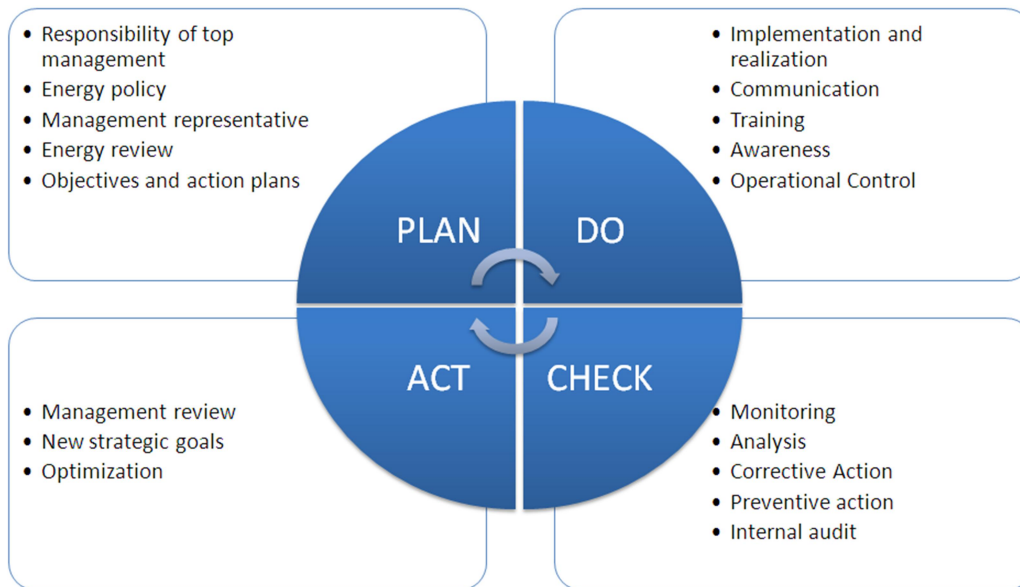 • Responsibility of top
management
• Energy policy
• Management representative
• Energy review
• Objectives and action plans
• Implementation and
realization
• Communication
• Training
• Awareness
• Operational Control
PLAN
DO
ACT
CHECK
• Management review
• New strategic goals
• Optimization
• Monitoring
• Analysis
• Corrective Action
• Preventive action
• Internal audit